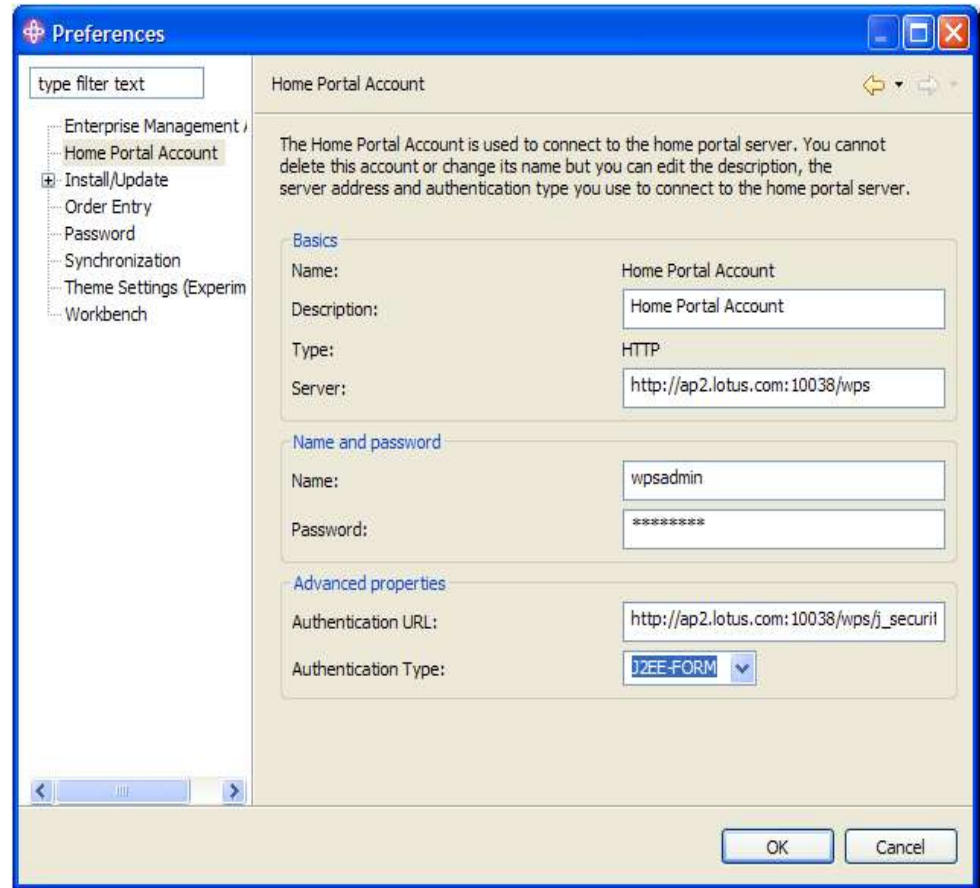 Preferences
type filter text
Home Portal Account
Enterprise Management
Home Portal Account
Install/Update
Order Entry
Password
Synchronization
Theme Settings (Experim
Workbench
The Home Portal Account is used to connect to the home portal server. You cannot
delete this account or change its name but you can edit the description, the
server address and authentication type you use to connect to the home portal server.
Basics
Name: Home Portal Account
Description: Home Portal Account
Type: HTTP
Server: http://ap2.lotus.com:10038/wps
Name and password
Name: wpsadmin
Password: ********
Advanced properties
Authentication URL: http://ap2.lotus.com:10038/wps/j_securit
Authentication Type: J2EE-FORM
OK Cancel